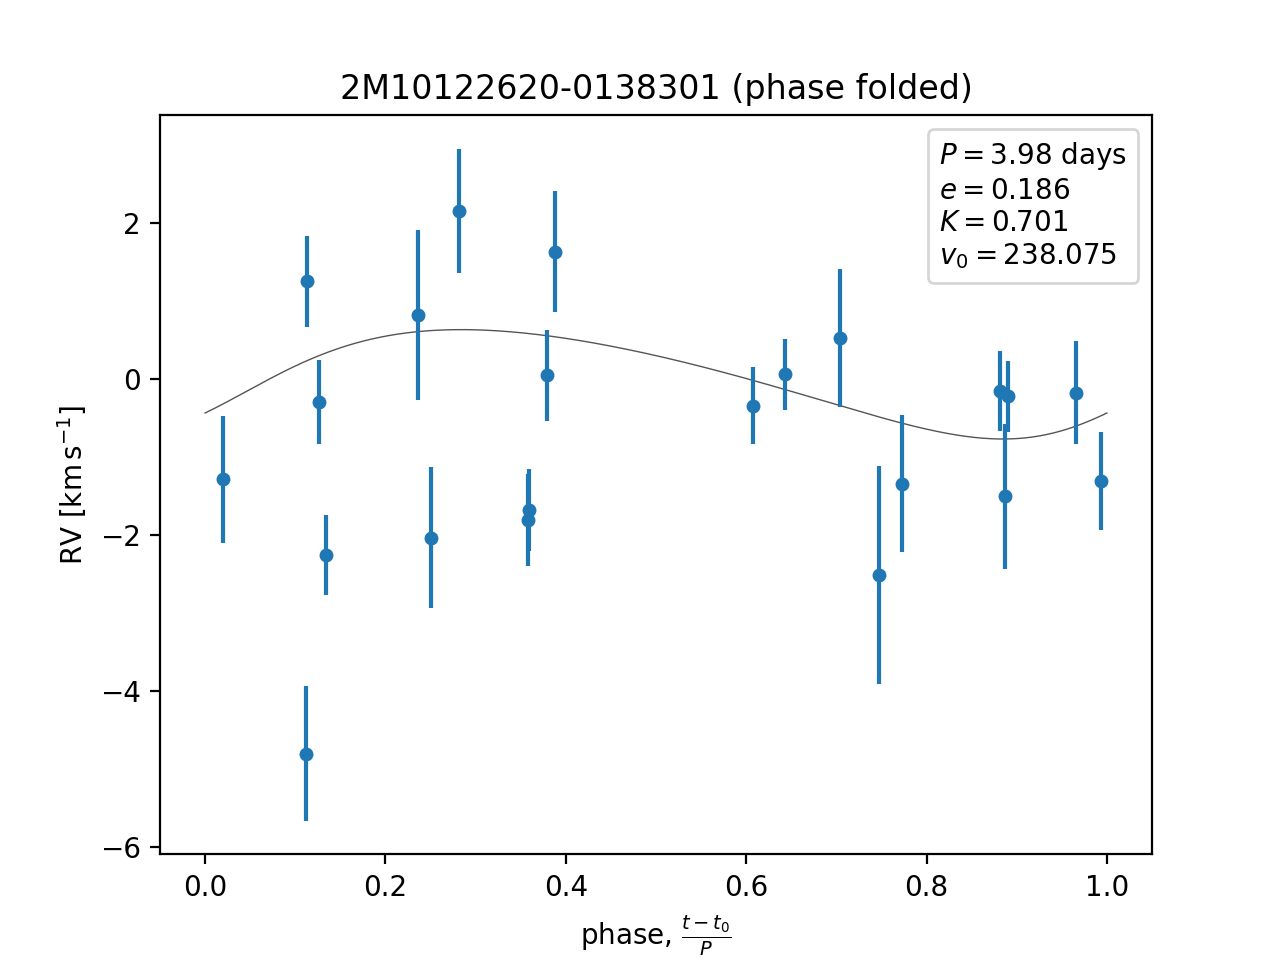 2M10122620-0138301 (phase folded)
P = 3.98 days
e = 0.186
K = 0.701
v₀ = 238.075
RV [km s⁻¹]
2
0
−2
−4
−6
0.0 0.2 0.4 0.6 0.8 1.0
phase, (t − t₀)/P